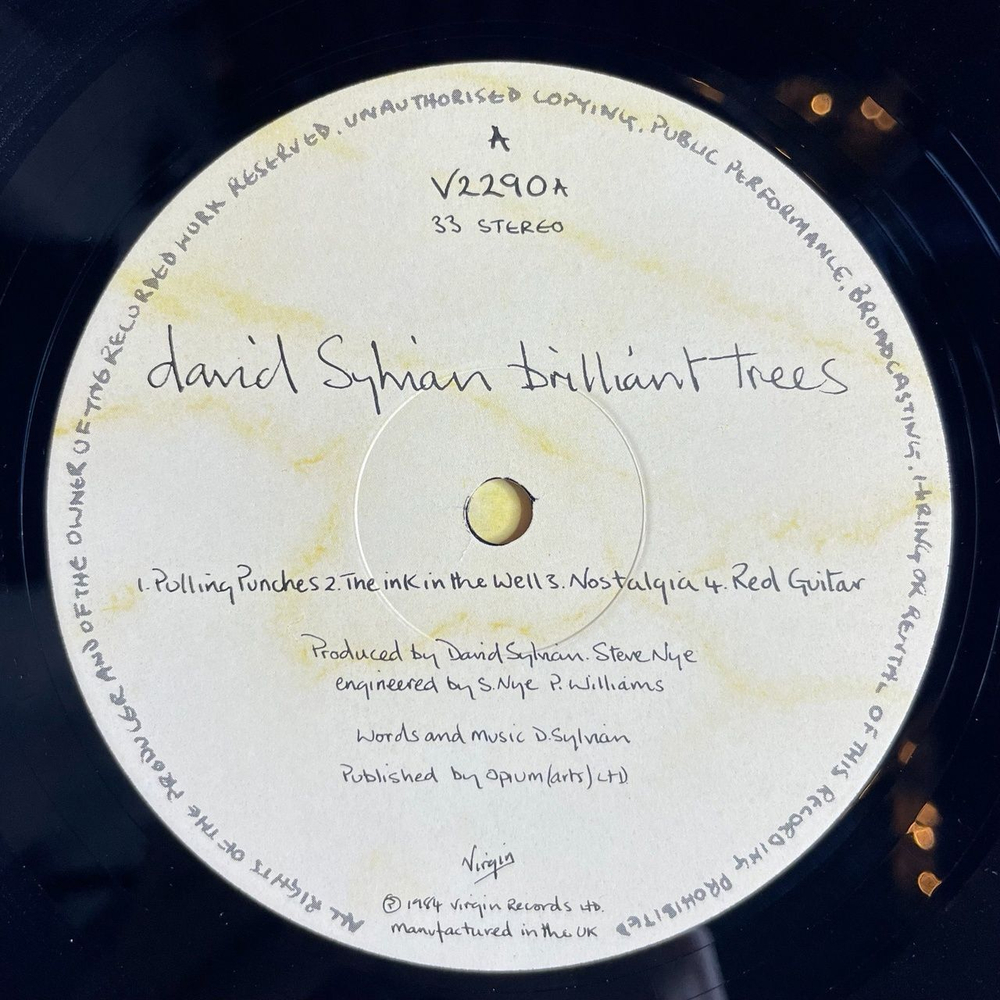 ALL RIGHTS OF THE PRODUCER AND OF THE OWNER OF THE RECORDED WORK RESERVED. UNAUTHORISED COPYING, PUBLIC PERFORMANCE, BROADCASTING, HIRING OR RENTAL OF THIS RECORDING PROHIBITED
A
V2290A
33 STEREO
david Sylvian brilliant trees
1. Pulling Punches 2. The ink in the Well 3. Nostalgia 4. Red Guitar
Produced by David Sylvian. Steve Nye
engineered by S. Nye P. Williams
Words and Music D. Sylvian
Published by Opium (arts) LTD
Virgin
Ⓟ 1984 Virgin Records LTD.
manufactured in the UK